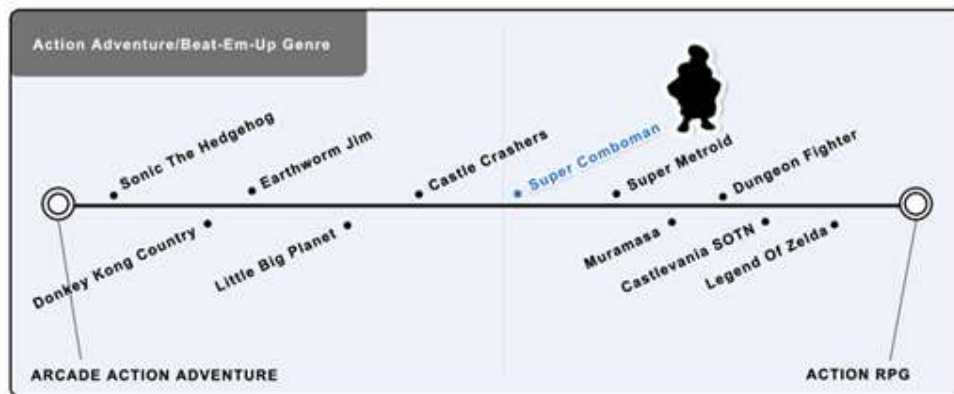 Action Adventure/Beat-Em-Up Genre
Sonic The Hedgehog
Earthworm Jim
Castle Crashers
Super Comboman
Super Metroid
Dungeon Fighter
Donkey Kong Country
Little Big Planet
Muramasa
Castlevania SOTN
Legend Of Zelda
ARCADE ACTION ADVENTURE
ACTION RPG